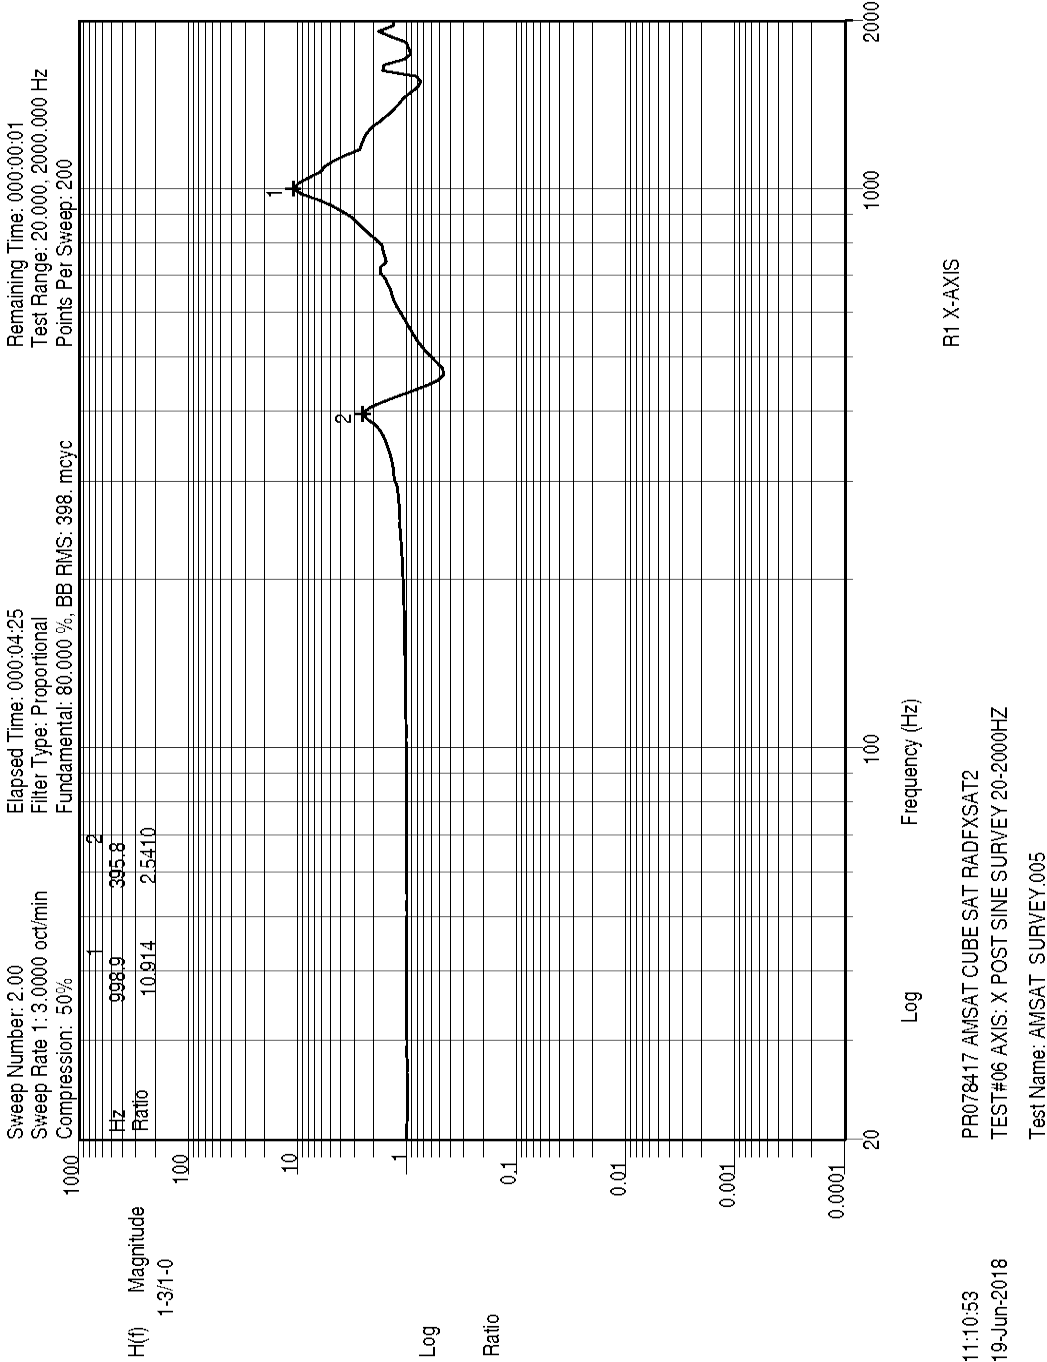 Sweep Number: 2.00 Elapsed Time: 000:04:25 Remaining Time: 000:00:01
Sweep Rate 1: 3.0000 oct/min Filter Type: Proportional Test Range: 20.000, 2000.000 Hz
Compression: 50% Fundamental: 80.000 %, BB RMS: 398. mcyc Points Per Sweep: 200
1 2
Hz 998.9 395.8
Ratio 10.914 2.5410
H(f) Magnitude
1-3/1-0
Log
Ratio
1000
100
10
1
0.1
0.01
0.001
0.0001
2
1
20 100 1000 2000
Log Frequency (Hz)
R1 X-AXIS
11:10:53 PR078417 AMSAT CUBE SAT RADFXSAT2
19-Jun-2018 TEST#06 AXIS: X POST SINE SURVEY 20-2000HZ
Test Name: AMSAT SURVEY.005